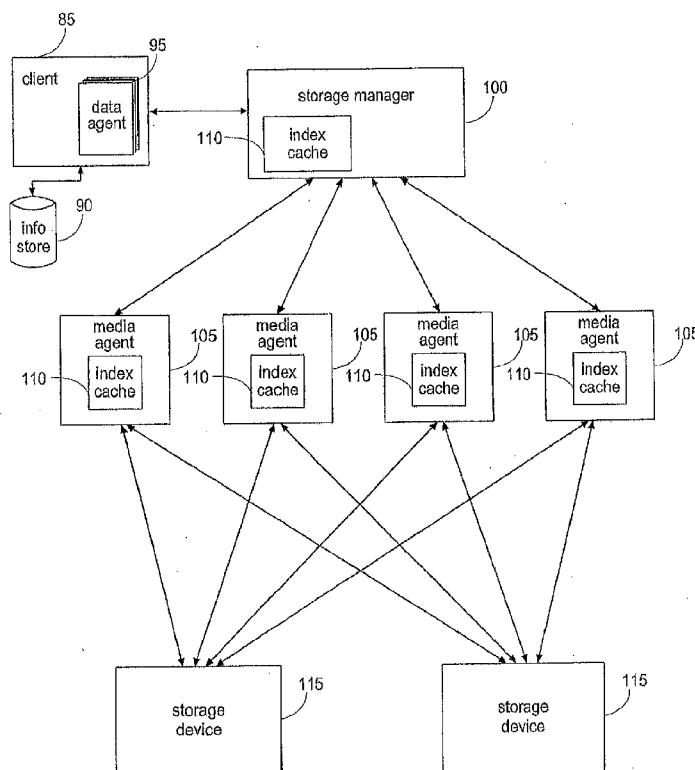 85
95
client
data
agent
storage manager
100
110
index
cache
info
store
90
media
agent
105
110
index
cache
media
agent
105
110
index
cache
media
agent
105
110
index
cache
media
agent
105
110
index
cache
storage
device
115
storage
device
115